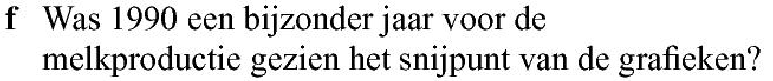 f Was 1990 een bijzonder jaar voor de
melkproductie gezien het snijpunt van de grafieken?